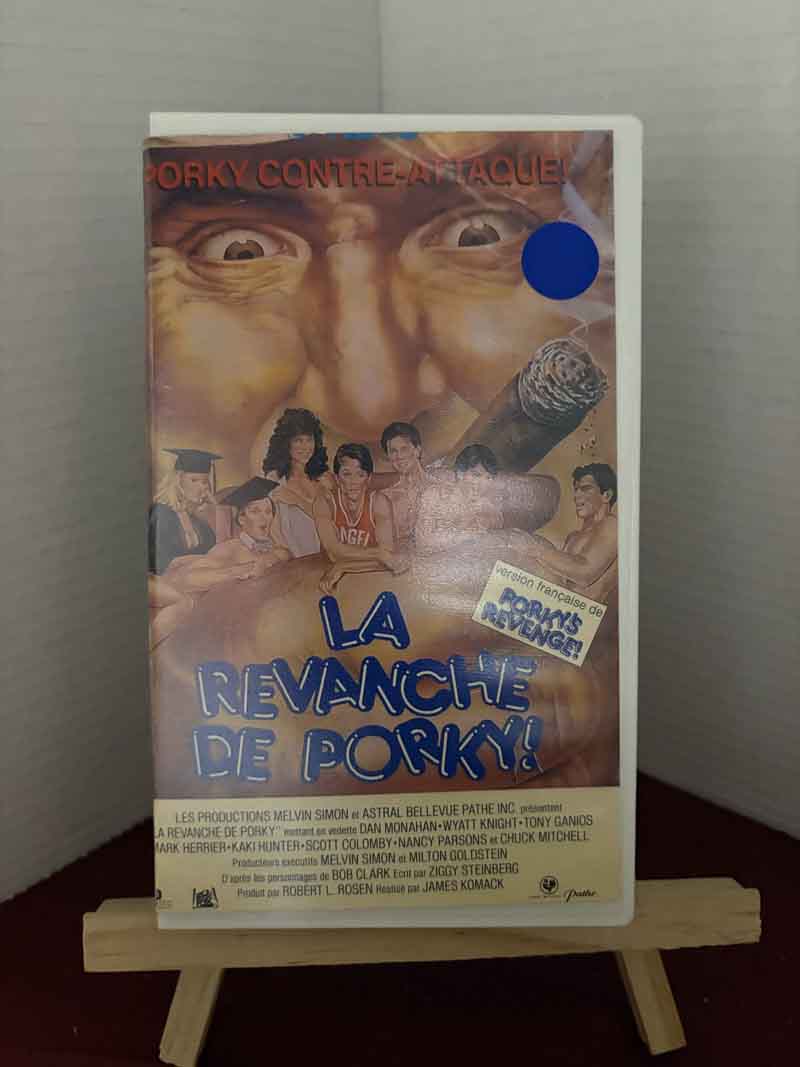 PORKY CONTRE-ATTAQUE!
ANGEL
version française de
PORKY'S
REVENGE!
LA
REVANCHE
DE PORKY!
LES PRODUCTIONS MELVIN SIMON et ASTRAL BELLEVUE PATHE INC. présentent
LA REVANCHE DE PORKY" mettant en vedette DAN MONAHAN•WYATT KNIGHT•TONY GANIOS
MARK HERRIER•KAKI HUNTER•SCOTT COLOMBY•NANCY PARSONS et CHUCK MITCHELL
Producteurs exécutifs MELVIN SIMON et MILTON GOLDSTEIN
D'après les personnages de BOB CLARK Ecrit par ZIGGY STEINBERG
Produit par ROBERT L. ROSEN Réalisé par JAMES KOMACK
FOX
Pathe